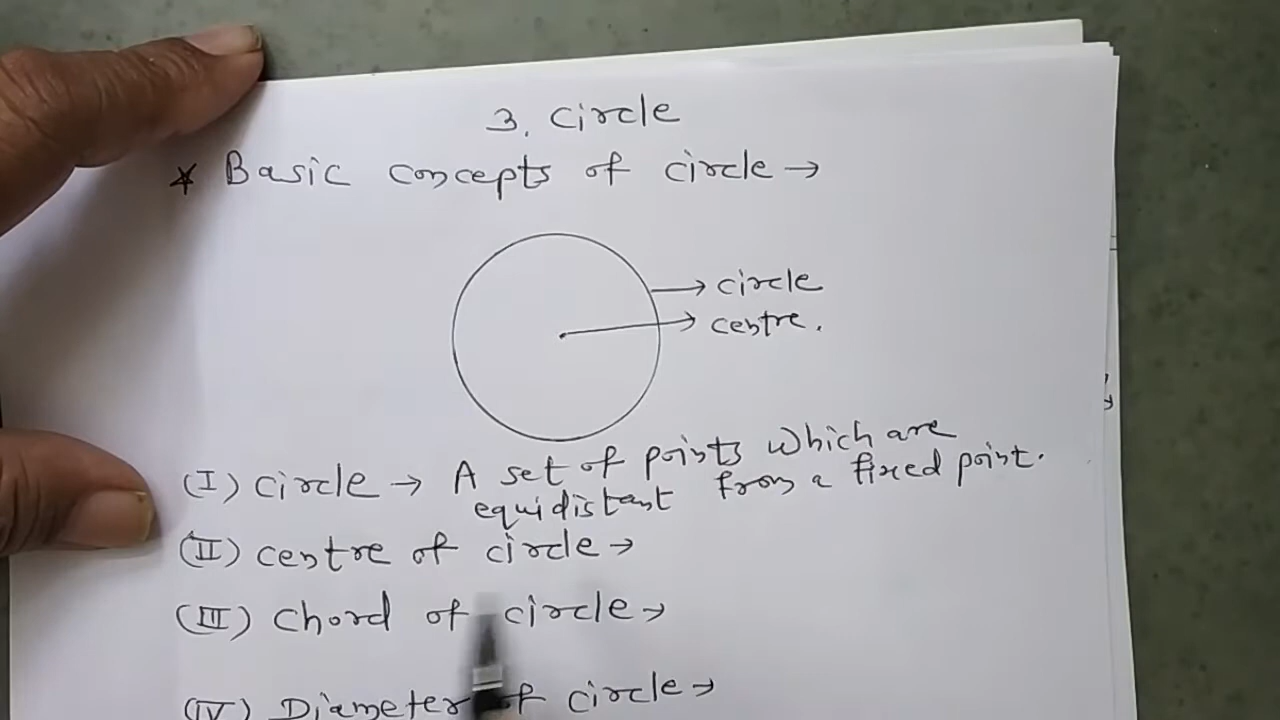 3. Circle
* Basic concepts of circle →
→ circle
→ centre.
(I) circle → A set of points which are
equidistant from a fixed point.
(II) centre of circle →
(III) Chord of circle →
(IV) Diameter of circle →